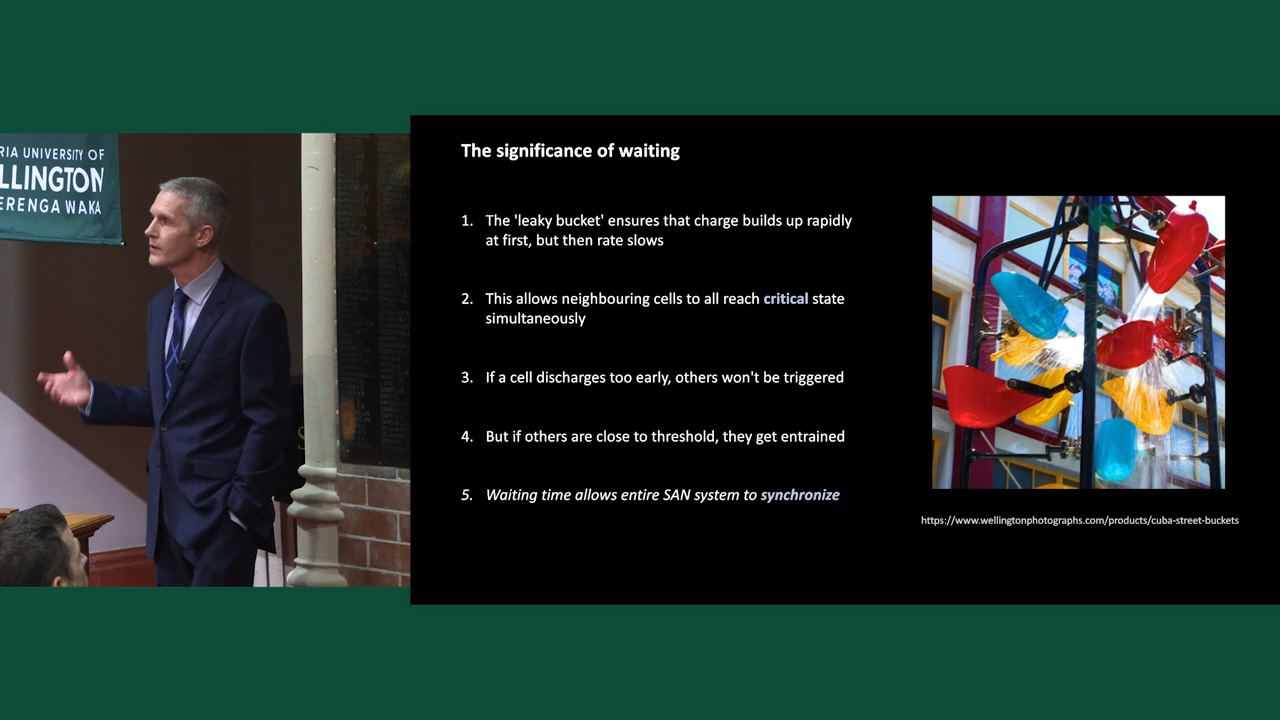 RIA UNIVERSITY OF
LLINGTON
ERENGA WAKA
The significance of waiting
1. The 'leaky bucket' ensures that charge builds up rapidly
at first, but then rate slows
2. This allows neighbouring cells to all reach critical state
simultaneously
3. If a cell discharges too early, others won't be triggered
4. But if others are close to threshold, they get entrained
5. Waiting time allows entire SAN system to synchronize
https://www.wellingtonphotographs.com/products/cuba-street-buckets